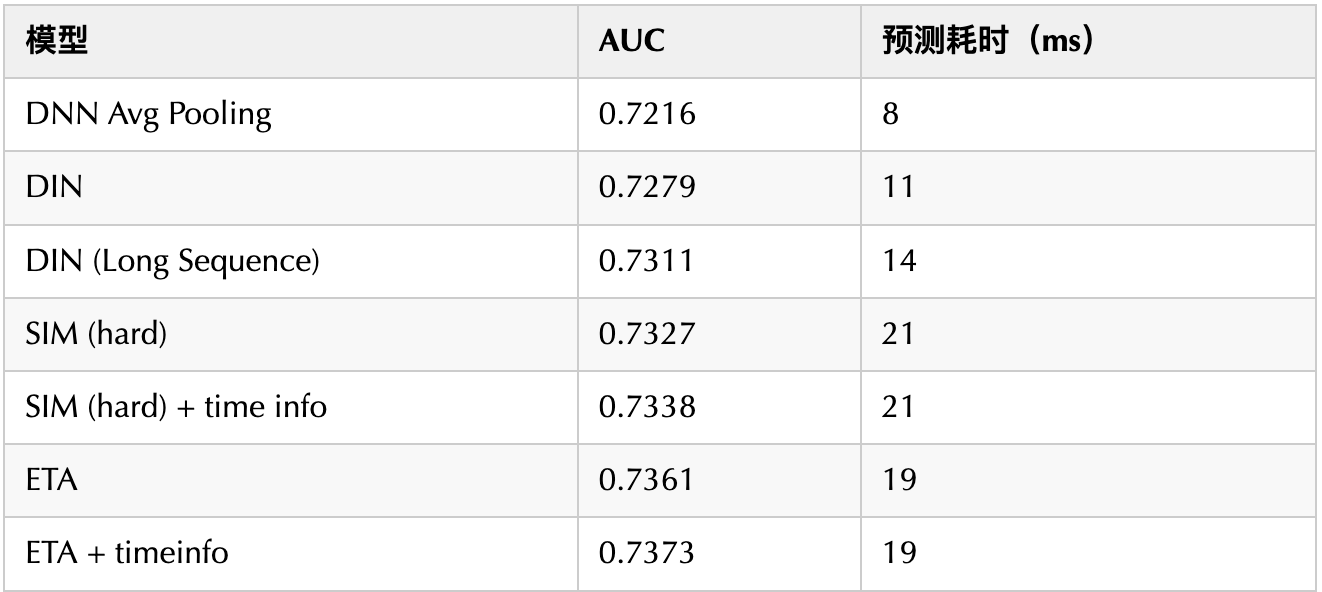 模型 AUC 预测耗时（ms）
DNN Avg Pooling 0.7216 8
DIN 0.7279 11
DIN (Long Sequence) 0.7311 14
SIM (hard) 0.7327 21
SIM (hard) + time info 0.7338 21
ETA 0.7361 19
ETA + timeinfo 0.7373 19